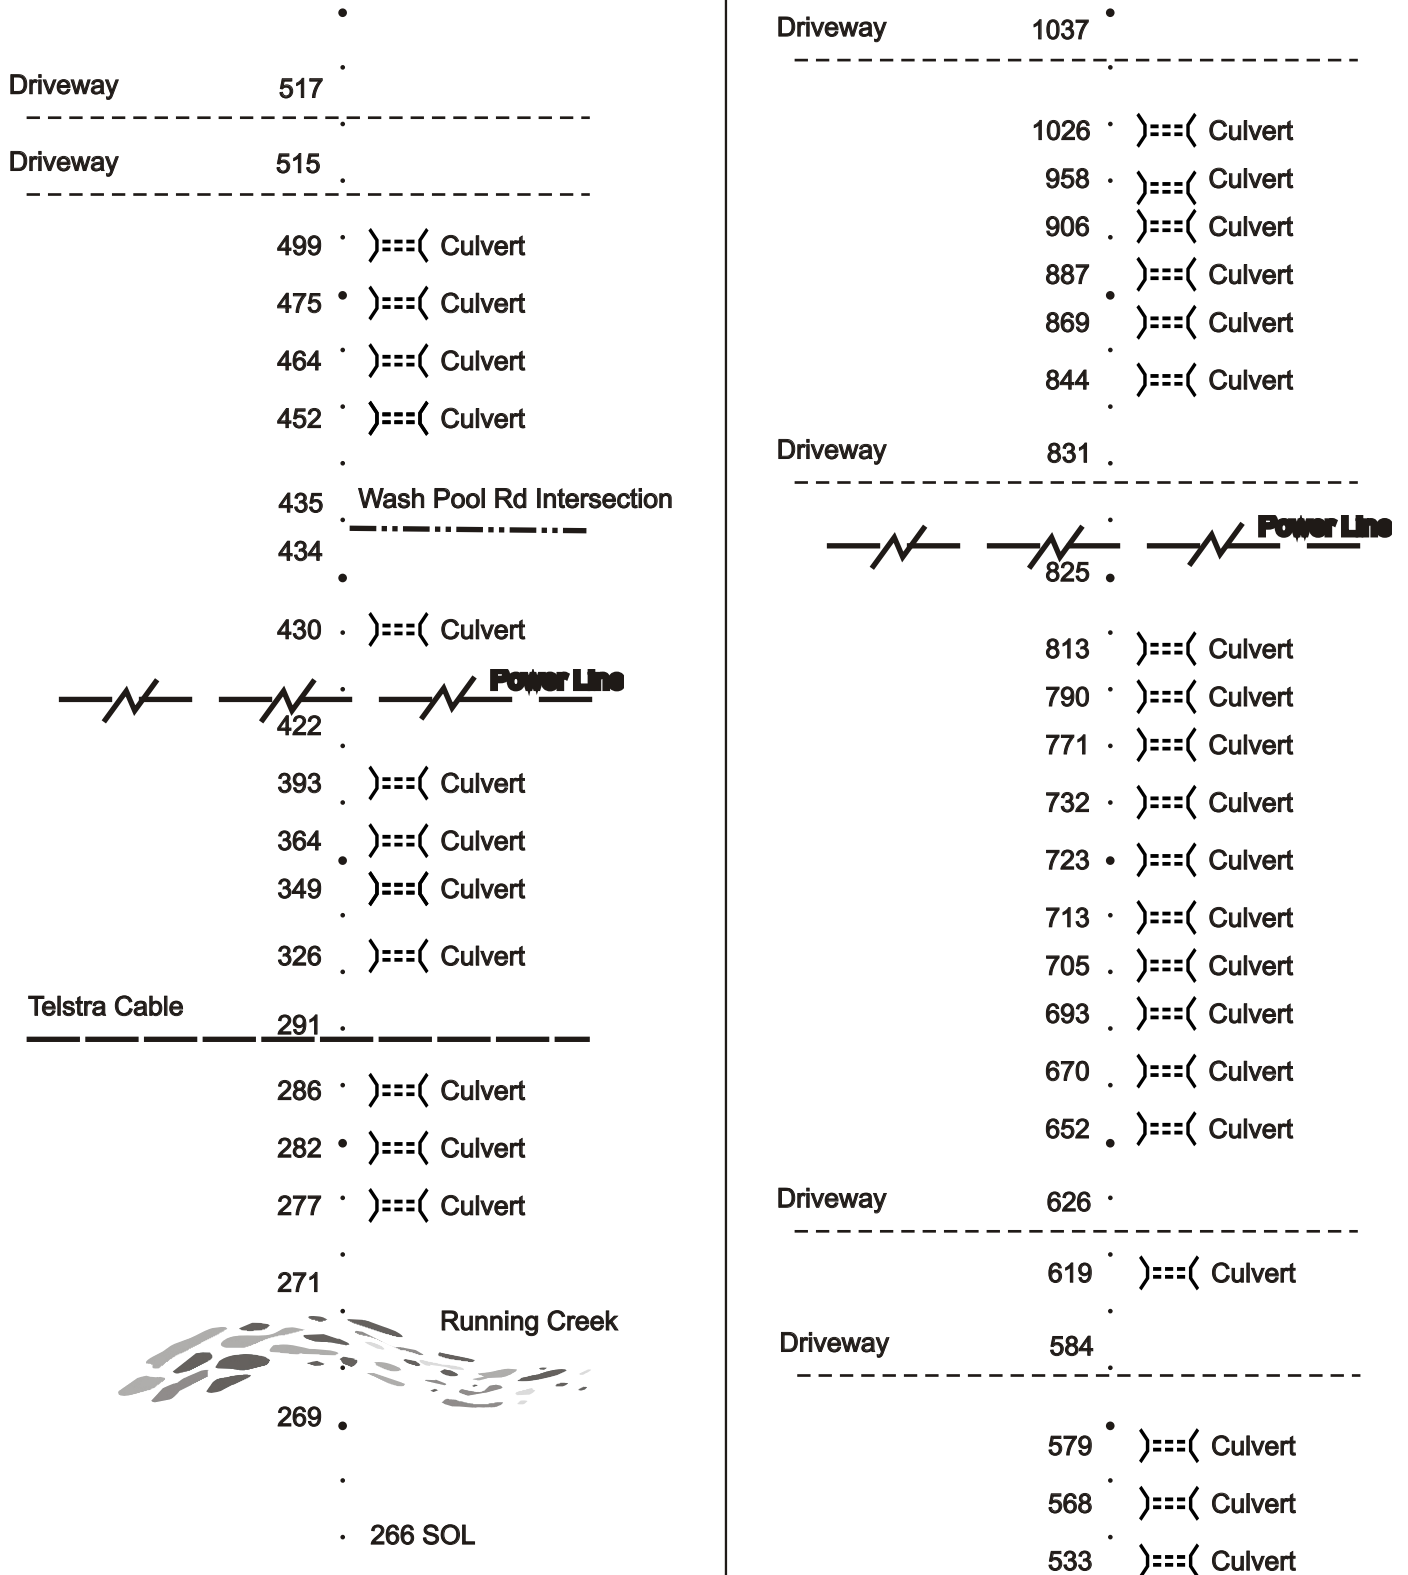 Driveway 517
Driveway 515
499 Culvert
475 Culvert
464 Culvert
452 Culvert
435 Wash Pool Rd Intersection
434
430 Culvert
Power Line
422
393 Culvert
364 Culvert
349 Culvert
326 Culvert
Telstra Cable
291
286 Culvert
282 Culvert
277 Culvert
271
Running Creek
269
266 SOL
Driveway 1037
1026 Culvert
958 Culvert
906 Culvert
887 Culvert
869 Culvert
844 Culvert
Driveway 831
Power Line
825
813 Culvert
790 Culvert
771 Culvert
732 Culvert
723 Culvert
713 Culvert
705 Culvert
693 Culvert
670 Culvert
652 Culvert
Driveway 626
619 Culvert
Driveway 584
579 Culvert
568 Culvert
533 Culvert